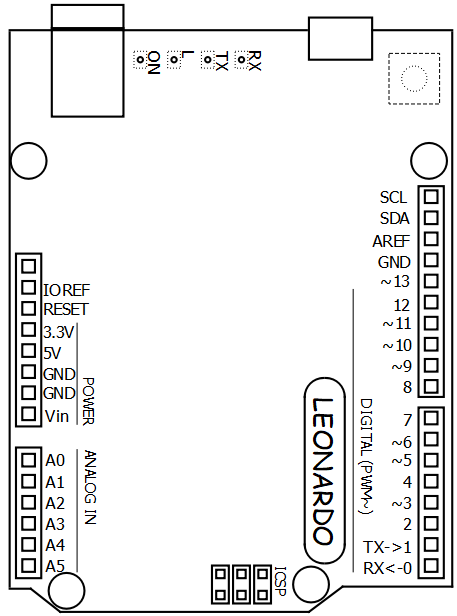 ON
L
TX
RX
SCL
SDA
AREF
GND
~13
12
~11
~10
~9
8
7
~6
~5
4
~3
2
TX->1
RX<-0
DIGITAL (PWM~)
LEONARDO
IOREF
RESET
3.3V
5V
GND
GND
Vin
POWER
A0
A1
A2
A3
A4
A5
ANALOG IN
ICSP